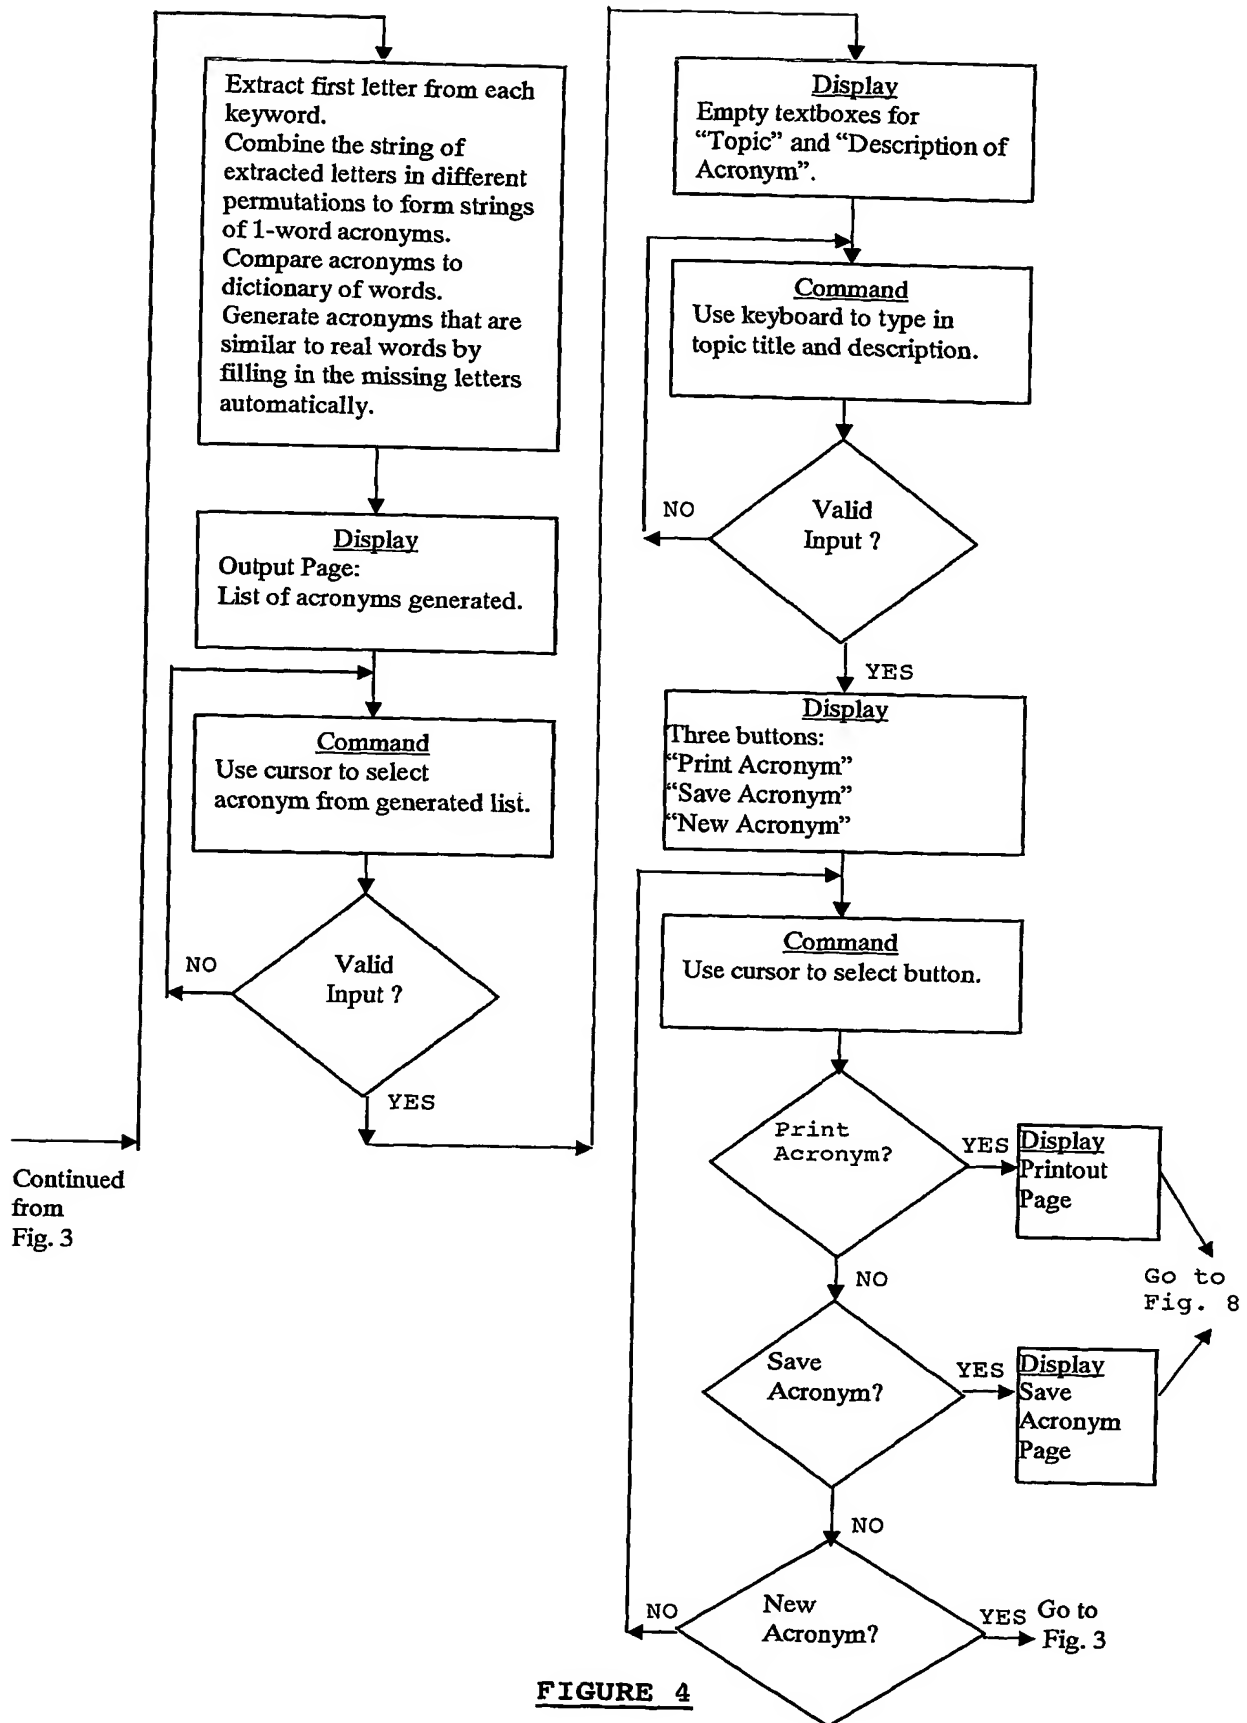 Extract first letter from each
keyword.
Combine the string of
extracted letters in different
permutations to form strings
of 1-word acronyms.
Compare acronyms to
dictionary of words.
Generate acronyms that are
similar to real words by
filling in the missing letters
automatically.
Display
Output Page:
List of acronyms generated.
Command
Use cursor to select
acronym from generated list.
Valid
Input ?
NO
YES
Continued
from
Fig. 3
Display
Empty textboxes for
“Topic” and “Description of
Acronym”.
Command
Use keyboard to type in
topic title and description.
Valid
Input ?
NO
YES
Display
Three buttons:
“Print Acronym”
“Save Acronym”
“New Acronym”
Command
Use cursor to select button.
Print
Acronym?
YES
Display
Printout
Page
NO
Go to
Fig. 8
Save
Acronym?
YES
Display
Save
Acronym
Page
NO
New
Acronym?
NO
YES
Go to
Fig. 3
FIGURE 4